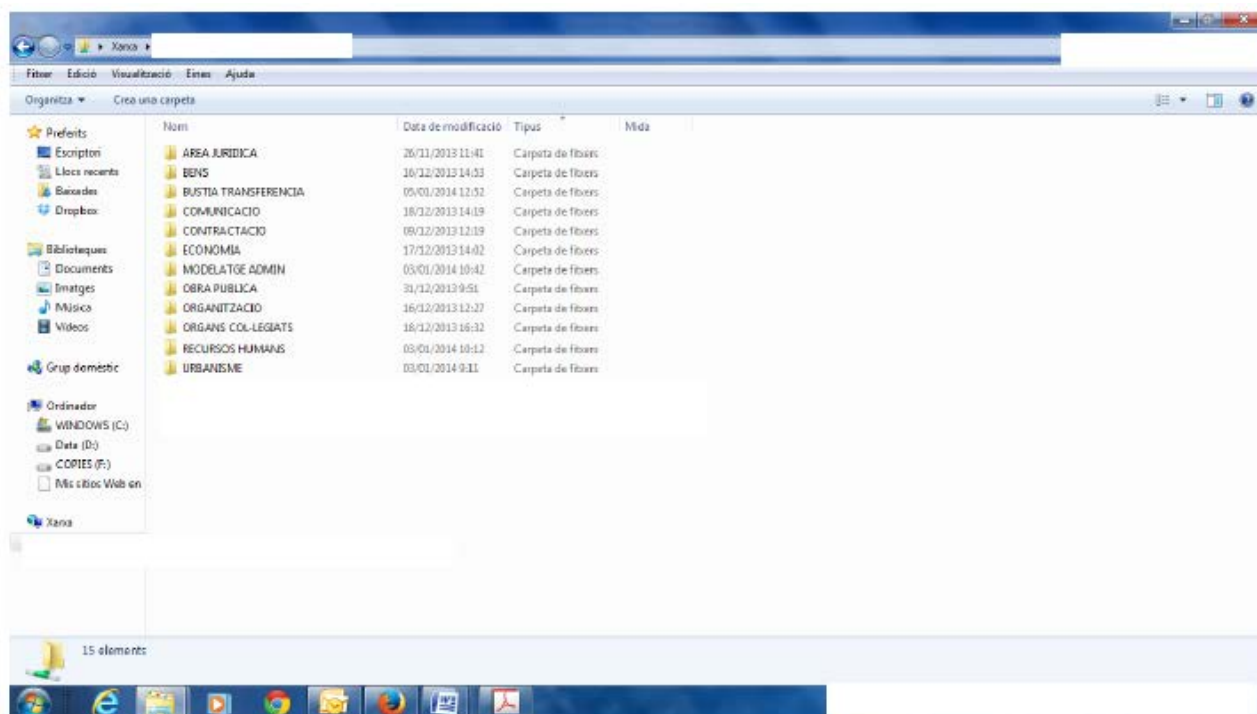 Xarxa
Fitxer Edició Visualització Eines Ajuda
Organitza Crea una carpeta
Nom Data de modificació Tipus Mida
Preferits
Escriptori
Llocs recents
Baixades
Dropbox
Biblioteques
Documents
Imatges
Música
Vídeos
Grup domèstic
Ordinador
WINDOWS (C:)
Data (D:)
COPIES (F:)
Mis sitios Web en
Xarxa
AREA JURIDICA 26/11/2013 11:41 Carpeta de fitxers
BENS 16/12/2013 14:53 Carpeta de fitxers
BUSTIA TRANSFERENCIA 05/01/2014 12:52 Carpeta de fitxers
COMUNICACIO 18/12/2013 14:19 Carpeta de fitxers
CONTRACTACIO 09/12/2013 12:19 Carpeta de fitxers
ECONOMIA 17/12/2013 14:02 Carpeta de fitxers
MODELATGE ADMIN 03/01/2014 10:42 Carpeta de fitxers
OBRA PUBLICA 31/12/2013 9:51 Carpeta de fitxers
ORGANITZACIO 16/12/2013 12:27 Carpeta de fitxers
ORGANS COL·LEGIATS 18/12/2013 16:32 Carpeta de fitxers
RECURSOS HUMANS 03/01/2014 10:12 Carpeta de fitxers
URBANISME 03/01/2014 9:11 Carpeta de fitxers
15 elements